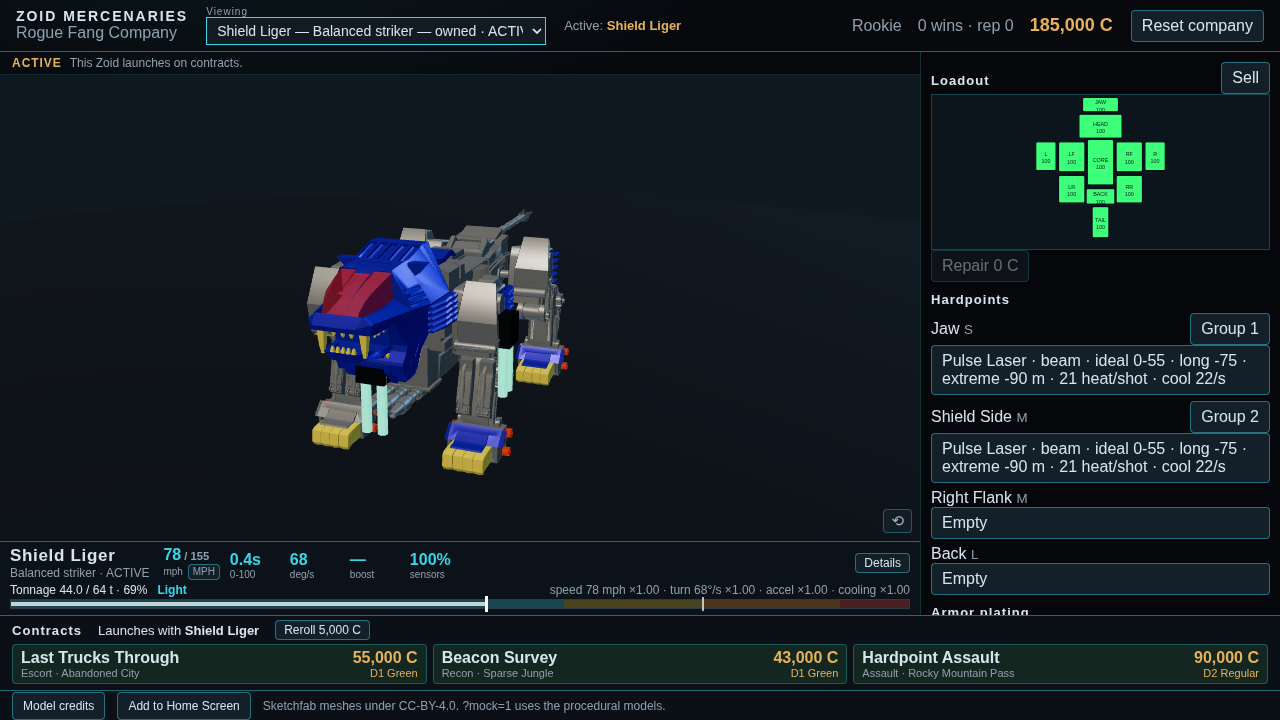 ZOID MERCENARIES
Rogue Fang Company
Viewing
Shield Liger — Balanced striker — owned · ACTIV
Active: Shield Liger
Rookie 0 wins · rep 0 185,000 C
Reset company
ACTIVE This Zoid launches on contracts.
Loadout
Sell
JAW
100
HEAD
100
L
100
LF
100
CORE
100
RF
100
R
100
LR
100
BACK
100
RR
100
TAIL
100
Repair 0 C
Hardpoints
Jaw S
Group 1
Pulse Laser · beam · ideal 0-55 · long -75 ·
extreme -90 m · 21 heat/shot · cool 22/s
Shield Side M
Group 2
Pulse Laser · beam · ideal 0-55 · long -75 ·
extreme -90 m · 21 heat/shot · cool 22/s
Right Flank M
Empty
Back L
Empty
Armor plating
⟲
Shield Liger
Balanced striker · ACTIVE
78 / 155
mph MPH
0.4s
0-100
68
deg/s
—
boost
100%
sensors
Details
Tonnage 44.0 / 64 t · 69% Light
speed 78 mph ×1.00 · turn 68°/s ×1.00 · accel ×1.00 · cooling ×1.00
Contracts Launches with Shield Liger
Reroll 5,000 C
Last Trucks Through 55,000 C
Escort · Abandoned City D1 Green
Beacon Survey 43,000 C
Recon · Sparse Jungle D1 Green
Hardpoint Assault 90,000 C
Assault · Rocky Mountain Pass D2 Regular
Model credits
Add to Home Screen
Sketchfab meshes under CC-BY-4.0. ?mock=1 uses the procedural models.